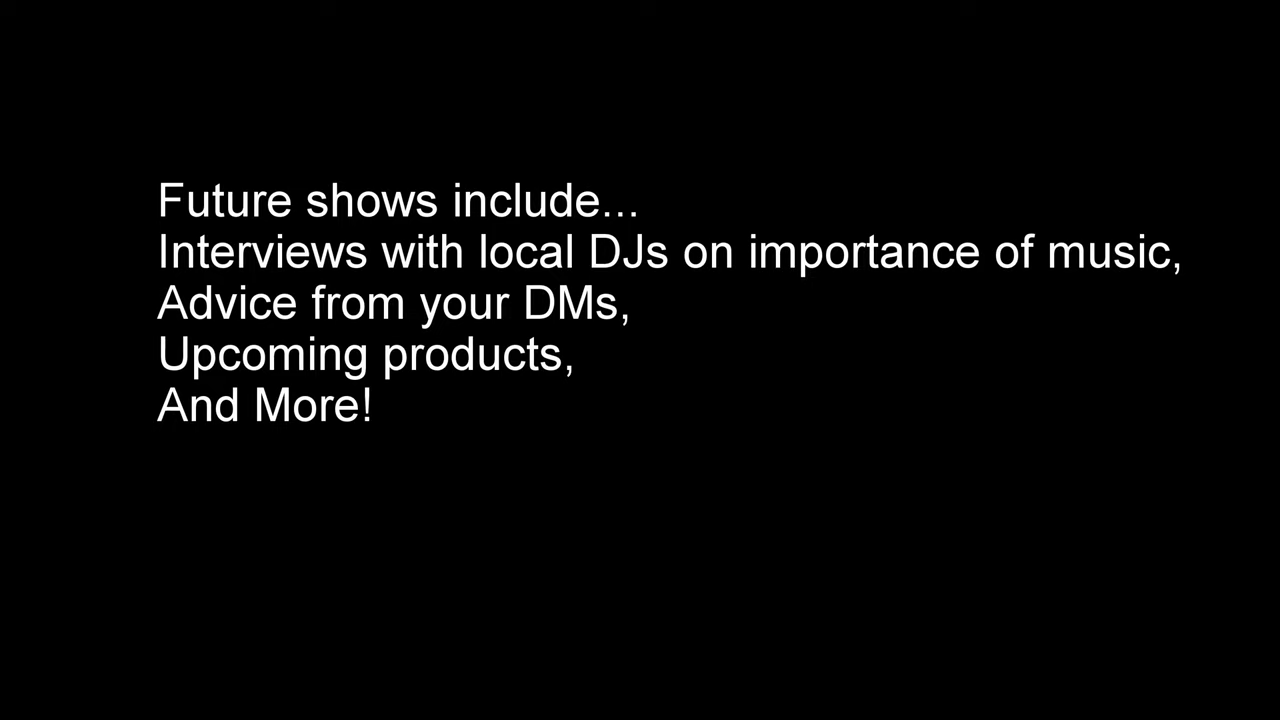 Future shows include...
Interviews with local DJs on importance of music,
Advice from your DMs,
Upcoming products,
And More!